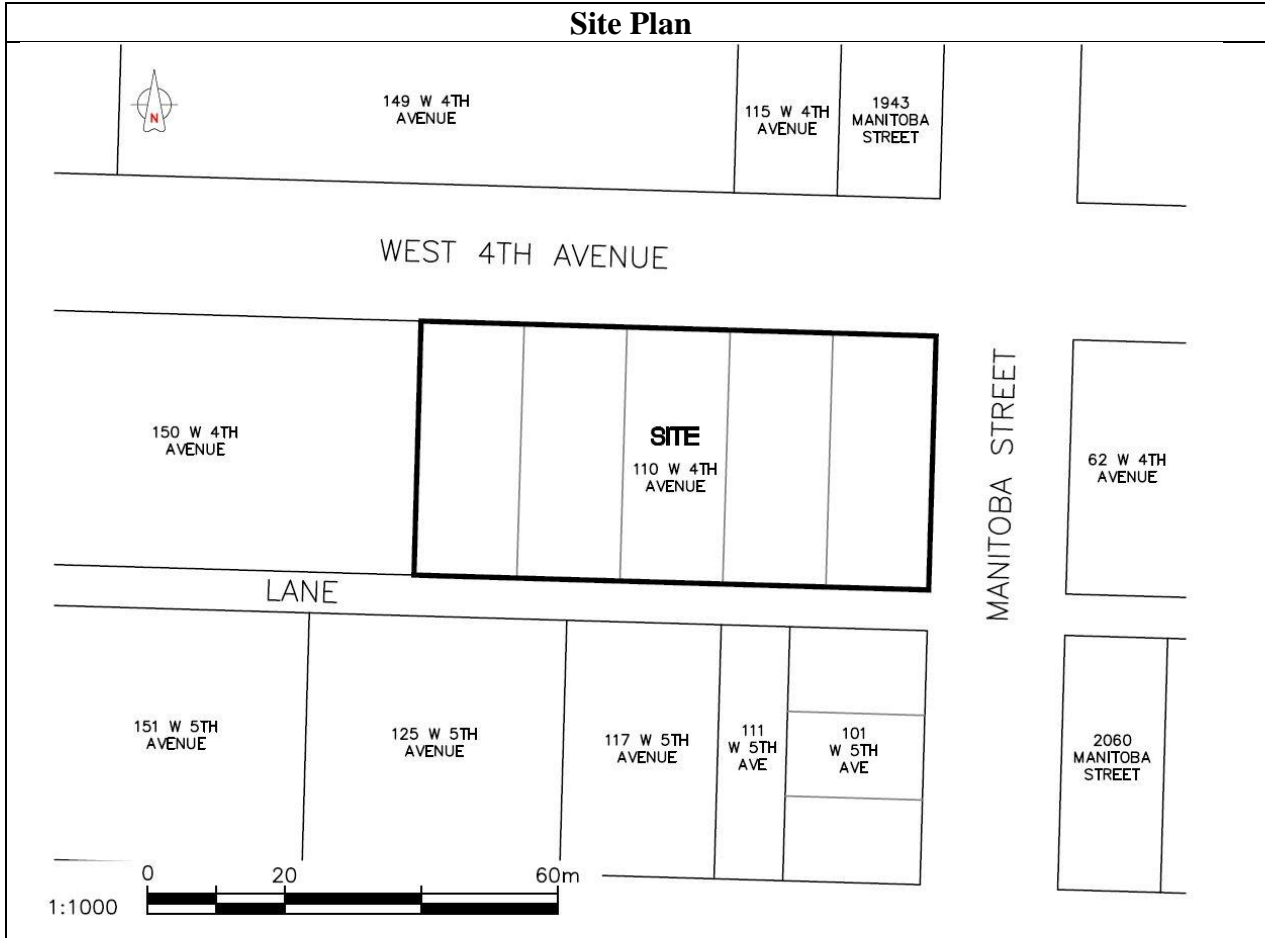 Site Plan
149 W 4TH
AVENUE
115 W 4TH
AVENUE
1943
MANITOBA
STREET
N
WEST 4TH AVENUE
150 W 4TH
AVENUE
SITE
110 W 4TH
AVENUE
MANITOBA STREET
62 W 4TH
AVENUE
LANE
151 W 5TH
AVENUE
125 W 5TH
AVENUE
117 W 5TH
AVENUE
111
W 5TH
AVE
101
W 5TH
AVE
2060
MANITOBA
STREET
0 20 60m
1:1000